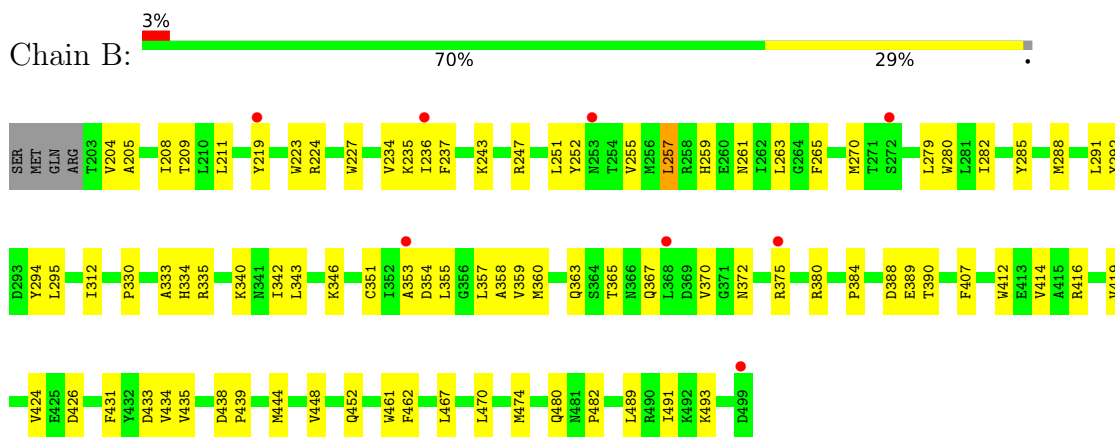 3%
Chain B:
70% 29% •
SER MET GLN ARG T203 V204 A205 I208 T209 L210 L211 Y219 W223 R224 W227 V234 K235 I236 F237 K243 R247 L251 Y252 N253 T254 V255 M256 L257 R258 H259 E260 N261 I262 L263 G264 F265 M270 T271 S272 L279 W280 L281 I282 Y285 M288 L291
D293 Y294 L295 I312 P330 A333 H334 R335 K340 N341 I342 L343 K346 C351 I352 A353 D354 L355 G356 L357 A358 V359 M360 Q363 S364 T365 N366 Q367 L368 D369 V370 G371 N372 R375 R380 P384 D388 E389 T390 F407 W412 E413 V414 A415 R416
V424 E425 D426 F431 Y432 D433 V434 V435 D438 P439 M444 V448 Q452 W461 F462 L467 L470 M474 Q480 N481 P482 L489 R490 I491 K492 K493 D499